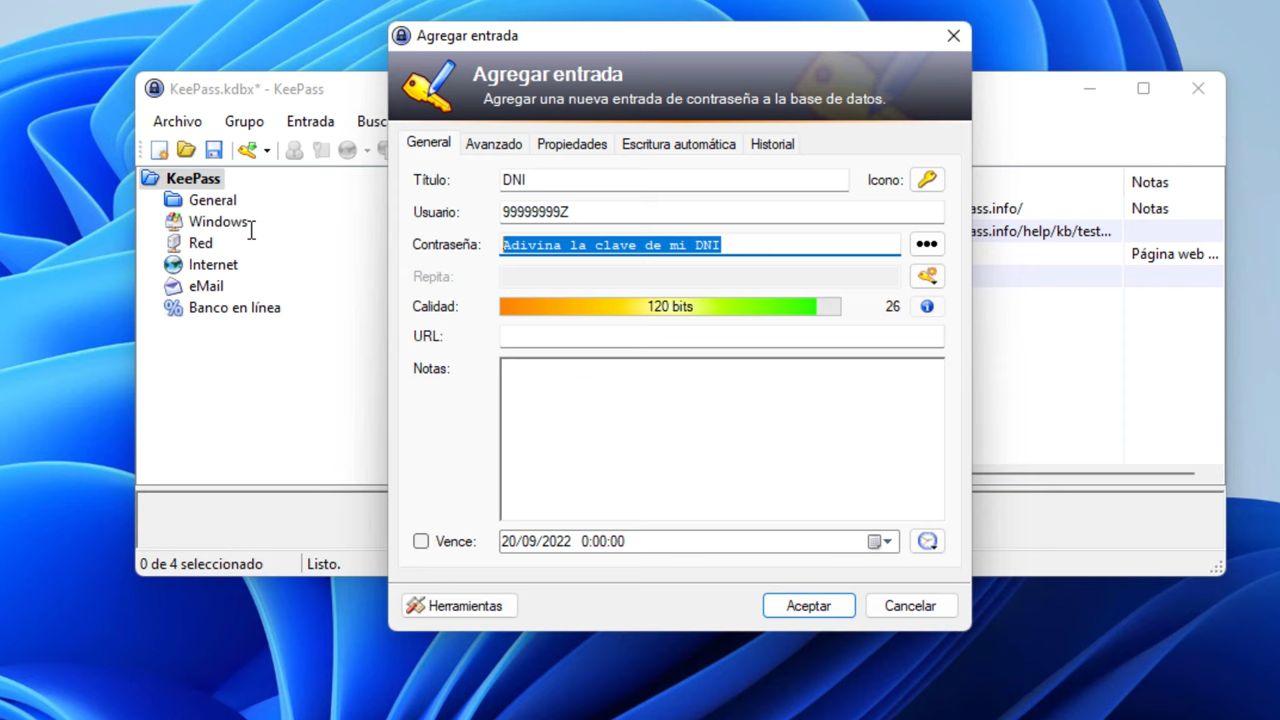 Agregar entrada
KeePass.kdbx* - KeePass
Archivo Grupo Entrada Busc
Agregar entrada
Agregar una nueva entrada de contraseña a la base de datos.
General Avanzado Propiedades Escritura automática Historial
KeePass
General
Windows
Red
Internet
eMail
Banco en línea
Título: DNI Icono:
Usuario: 99999999Z
Contraseña: Adivina la clave de mi DNI
Repita:
Calidad: 120 bits 26
URL:
Notas:
Vence: 20/09/2022 0:00:00
Herramientas Aceptar Cancelar
Notas
ass.info/ Notas
ass.info/help/kb/test...
Página web ...
0 de 4 seleccionado Listo.